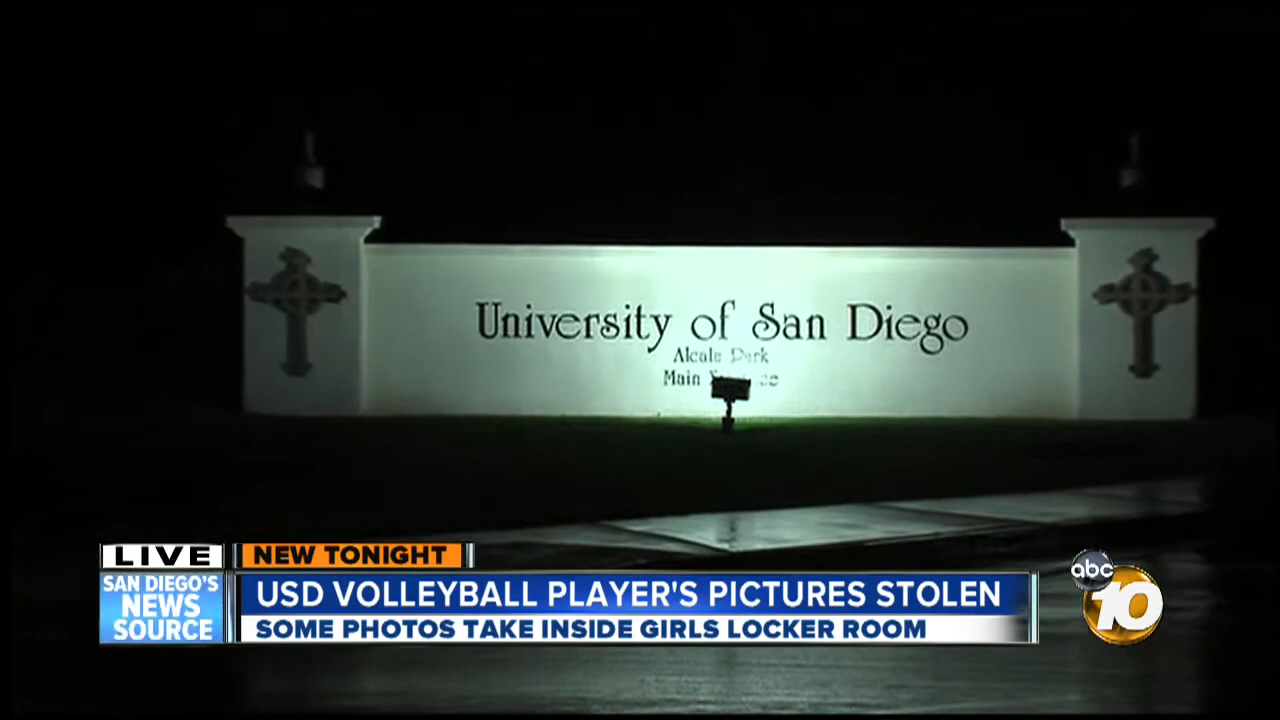 University of San Diego
Alcala Park
Main
LIVE
NEW TONIGHT
SAN DIEGO'S
NEWS
SOURCE
USD VOLLEYBALL PLAYER'S PICTURES STOLEN
SOME PHOTOS TAKE INSIDE GIRLS LOCKER ROOM
abc
10